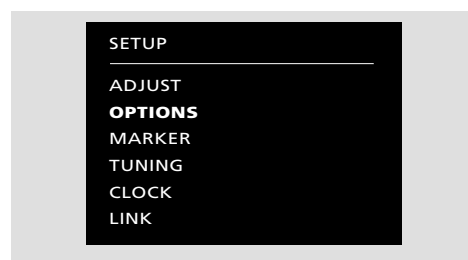 SETUP
ADJUST
OPTIONS
MARKER
TUNING
CLOCK
LINK